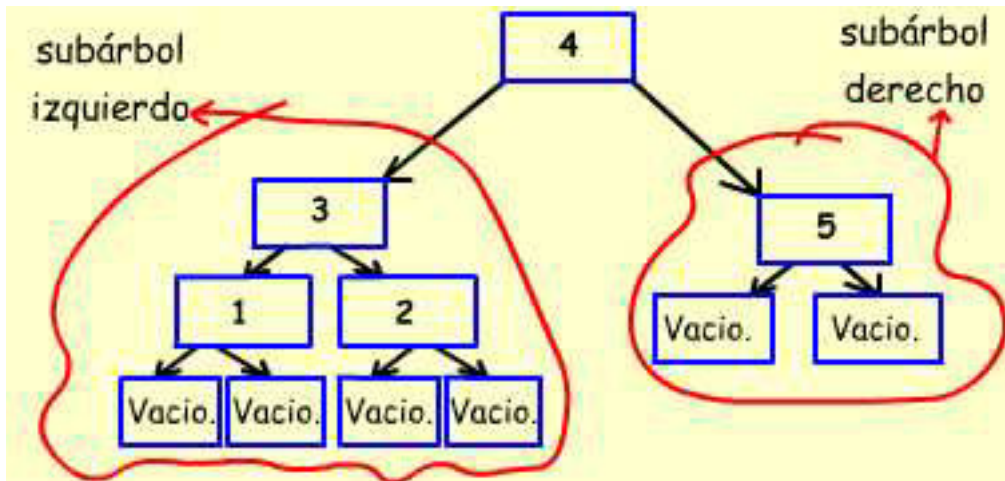 subárbol
izquierdo
4
subárbol
derecho
3
5
1
2
Vacio.
Vacio.
Vacio.
Vacio.
Vacio.
Vacio.